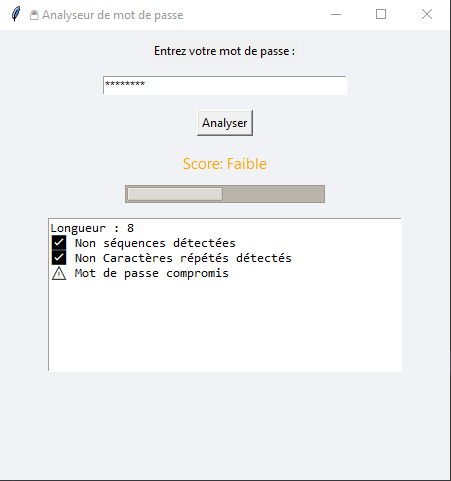 Analyseur de mot de passe
Entrez votre mot de passe :
********
Analyser
Score: Faible
Longueur : 8
Non séquences détectées
Non Caractères répétés détectés
Mot de passe compromis